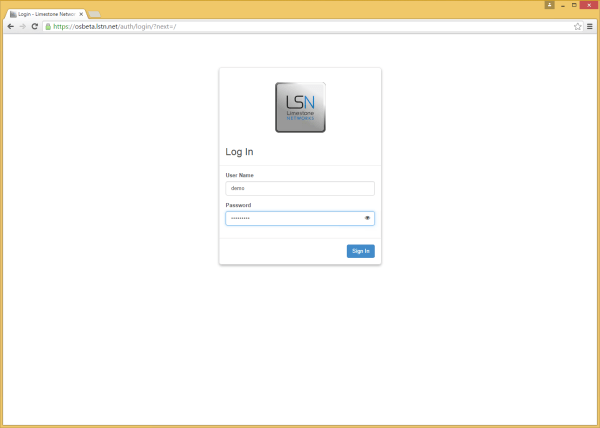 Login - Limestone Networ
https://osbeta.lstn.net/auth/login/?next=/
LSN
Limestone
NETWORKS
Log In
User Name
demo
Password
•••••••••
Sign In